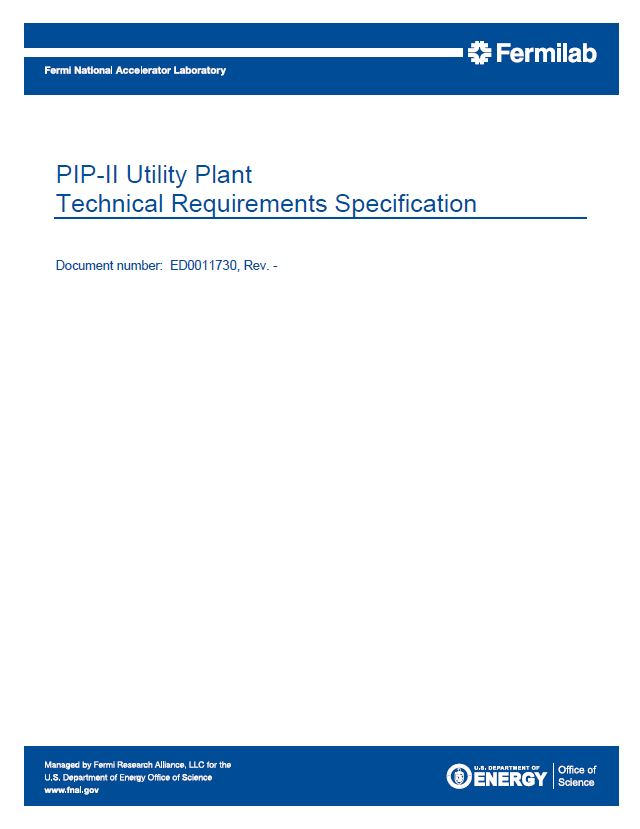 Fermilab
Fermi National Accelerator Laboratory
PIP-II Utility Plant
Technical Requirements Specification
Document number:  ED0011730, Rev. -
Managed by Fermi Research Alliance, LLC for the
U.S. Department of Energy Office of Science
www.fnal.gov
U.S. DEPARTMENT OF
ENERGY
Office of
Science